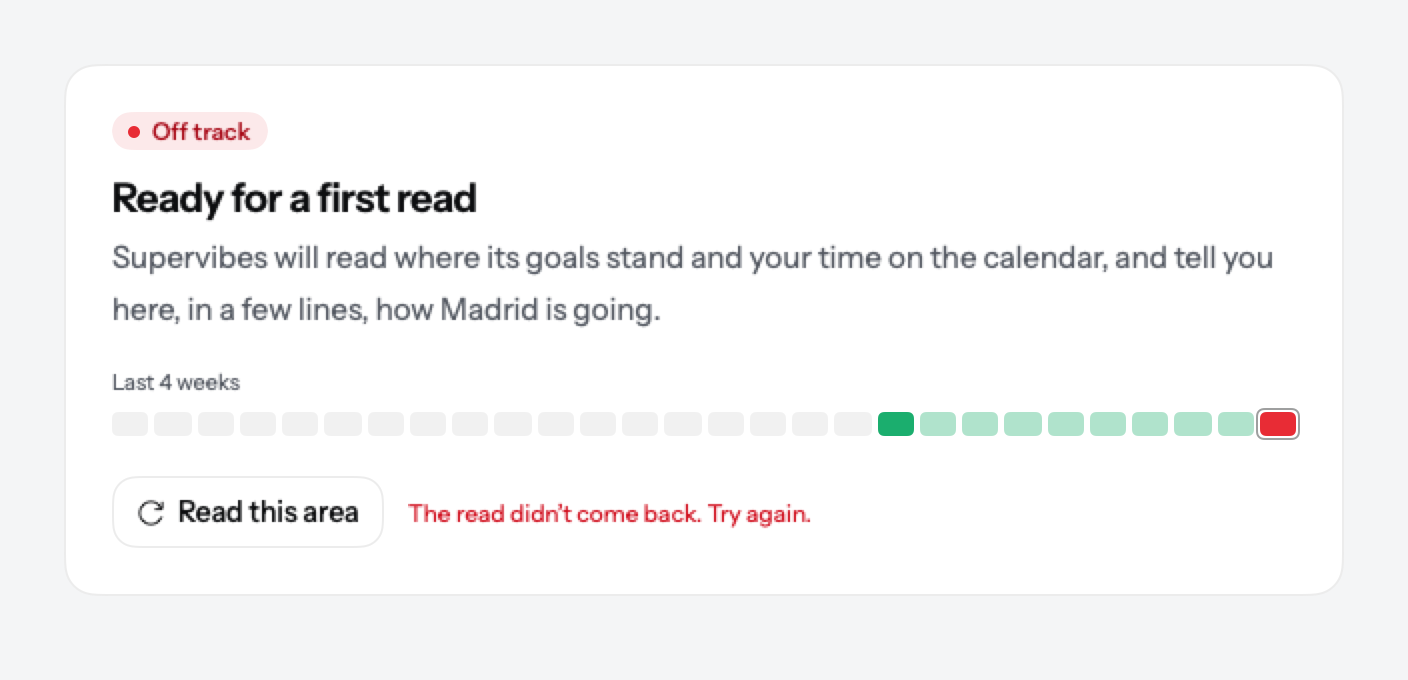 Off track
Ready for a first read
Supervibes will read where its goals stand and your time on the calendar, and tell you
here, in a few lines, how Madrid is going.
Last 4 weeks
Read this area
The read didn’t come back. Try again.